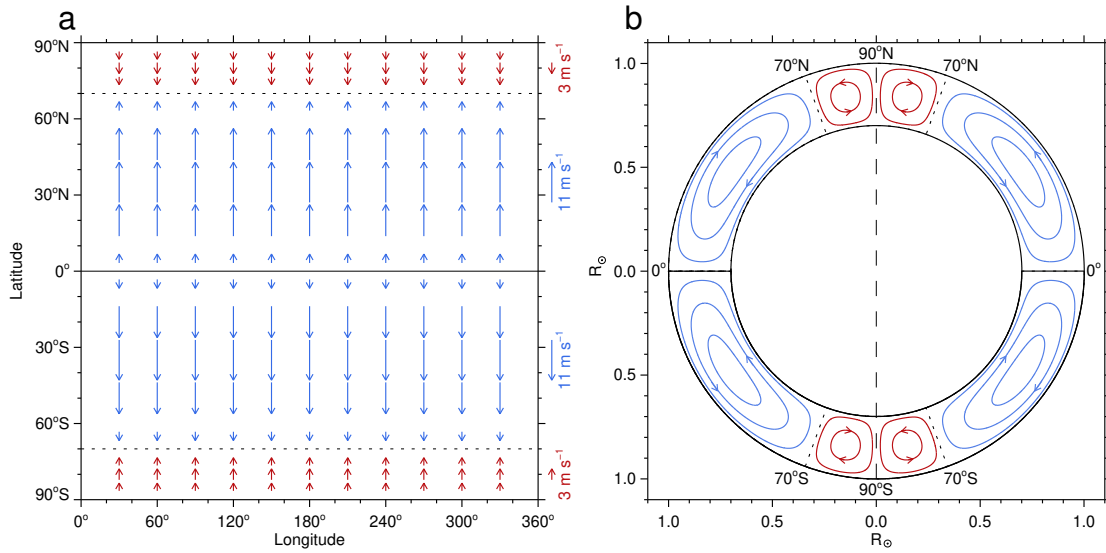 a
90°N
60°N
30°N
0°
30°S
60°S
90°S
Latitude
0°
60°
120°
180°
240°
300°
360°
Longitude
3 m s⁻¹
11 m s⁻¹
11 m s⁻¹
3 m s⁻¹
b
1.0
0.5
0.0
0.5
1.0
R☉
90°N
70°N
70°N
0°
0°
70°S
70°S
90°S
1.0
0.5
0.0
0.5
1.0
R☉